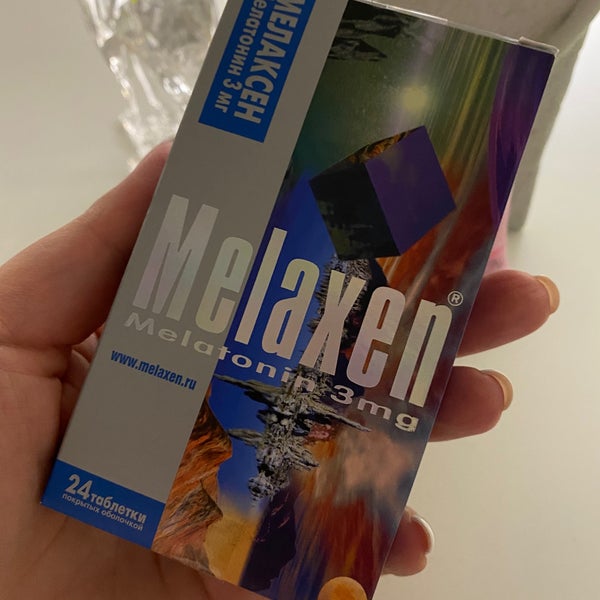 МЕЛАКСЕН
мелатонин 3 мг
Melaxen®
Melatonin 3mg
www.melaxen.ru
24 таблетки
покрытых оболочкой